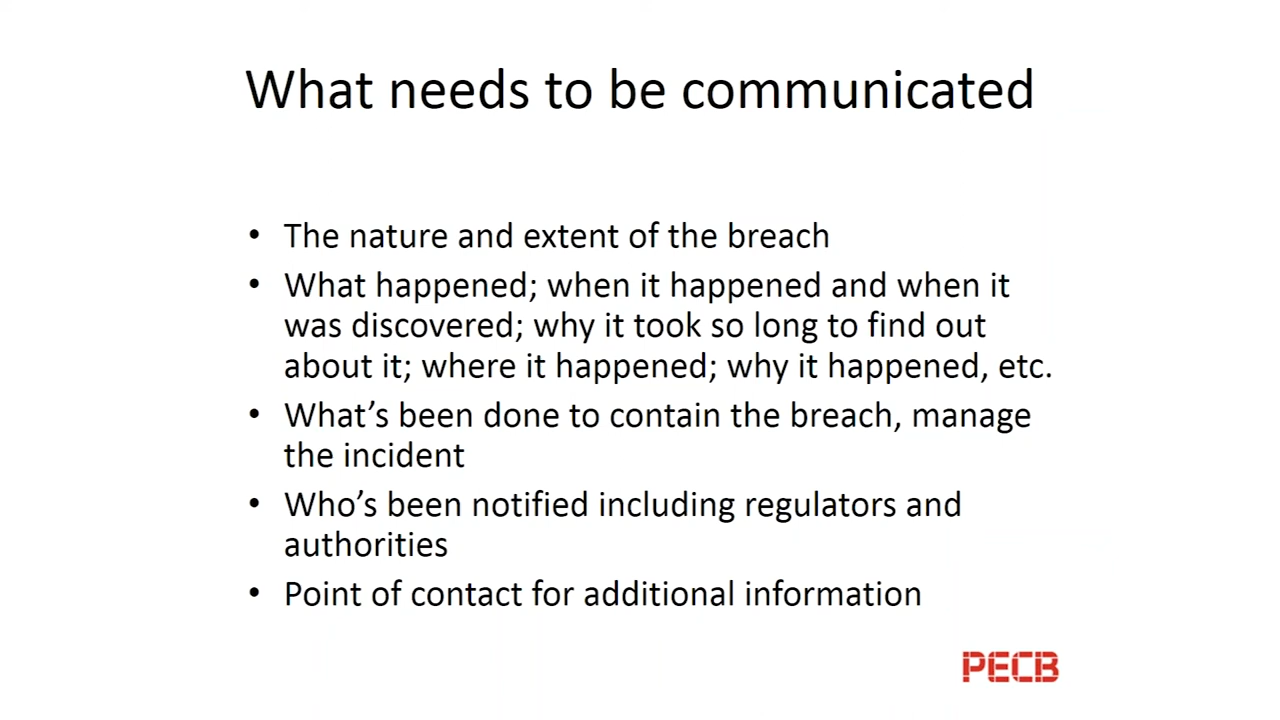 What needs to be communicated
• The nature and extent of the breach
• What happened; when it happened and when it
was discovered; why it took so long to find out
about it; where it happened; why it happened, etc.
• What’s been done to contain the breach, manage
the incident
• Who’s been notified including regulators and
authorities
• Point of contact for additional information
PECB